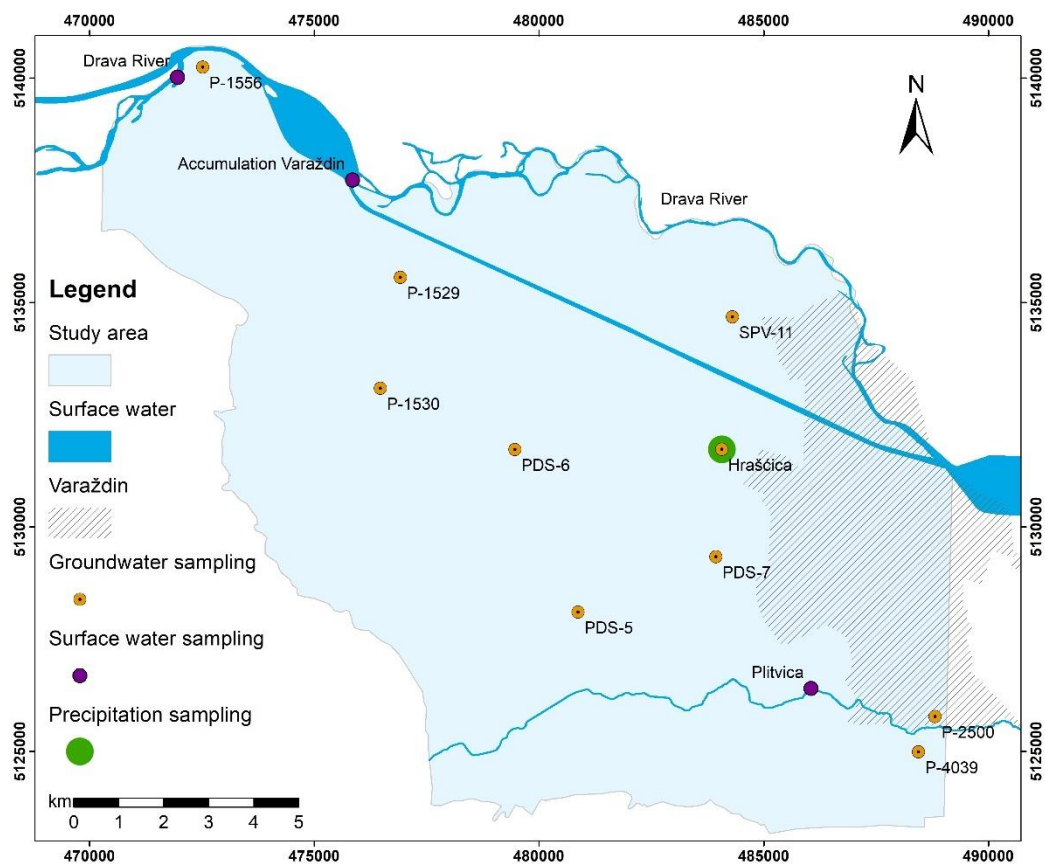 470000 475000 480000 485000 490000
Drava River
P-1556
5140000 5140000
N
Accumulation Varaždin
Drava River
P-1529
5135000 5135000
SPV-11
Legend
Study area
P-1530
Surface water
PDS-6
Hrašćica
Varaždin
5130000 5130000
Groundwater sampling
PDS-7
PDS-5
Surface water sampling
Plitvica
Precipitation sampling
P-2500
5125000 5125000
P-4039
km
0 1 2 3 4 5
470000 475000 480000 485000 490000